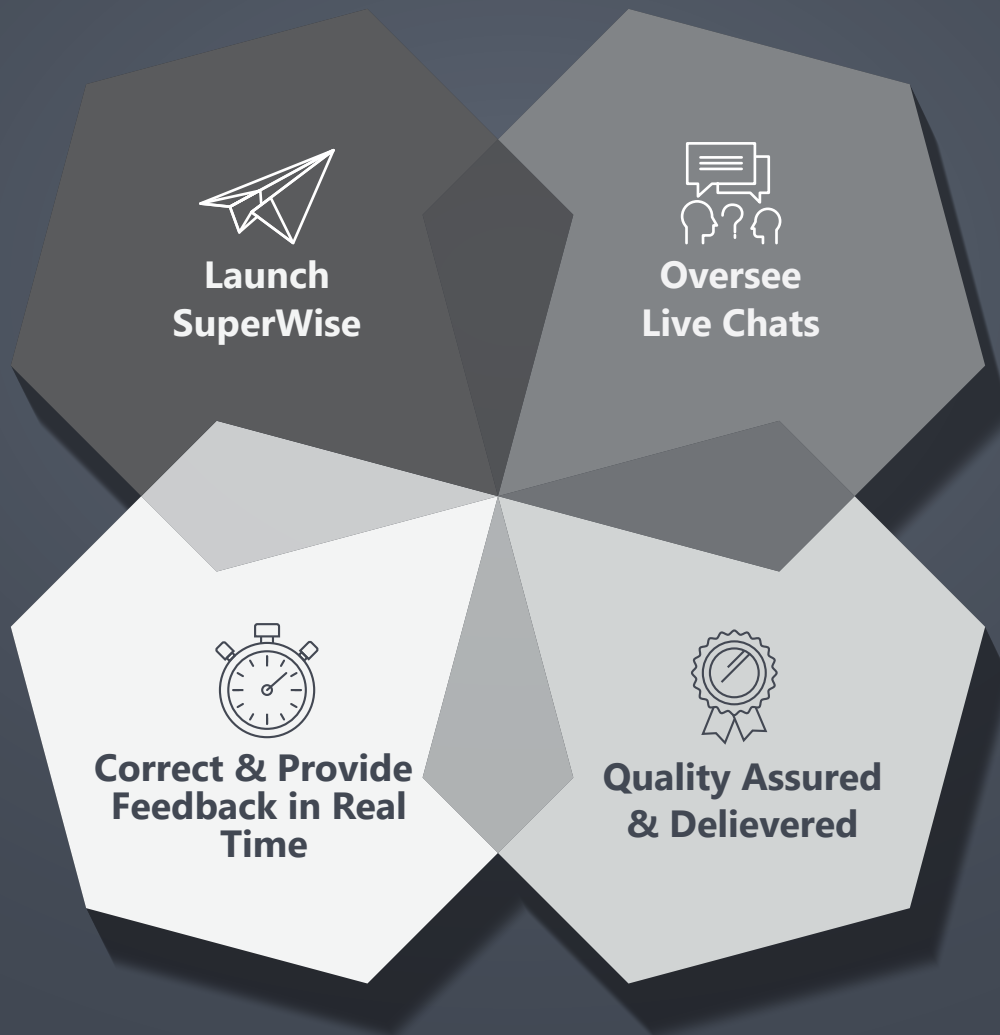 Launch
SuperWise
Oversee
Live Chats
Correct & Provide
Feedback in Real
Time
Quality Assured
& Delievered